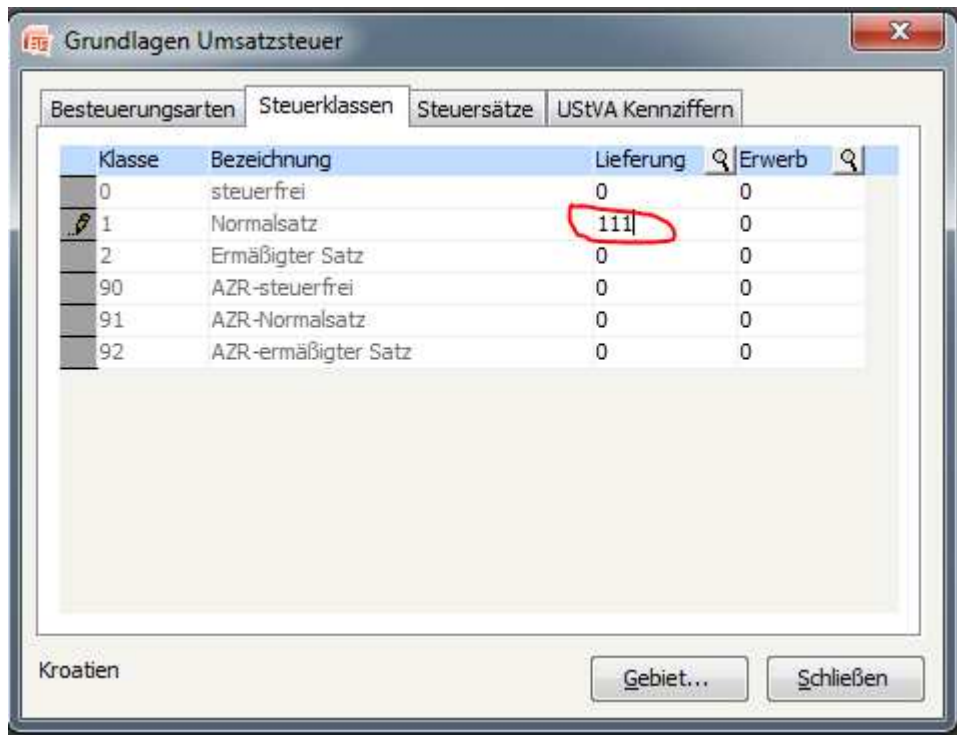 Grundlagen Umsatzsteuer
Besteuerungsarten Steuerklassen Steuersätze UStVA Kennziffern
Klasse Bezeichnung Lieferung Erwerb
0 steuerfrei 0 0
1 Normalsatz 111 0
2 Ermäßigter Satz 0 0
90 AZR-steuerfrei 0 0
91 AZR-Normalsatz 0 0
92 AZR-ermäßigter Satz 0 0
Kroatien Gebiet... Schließen